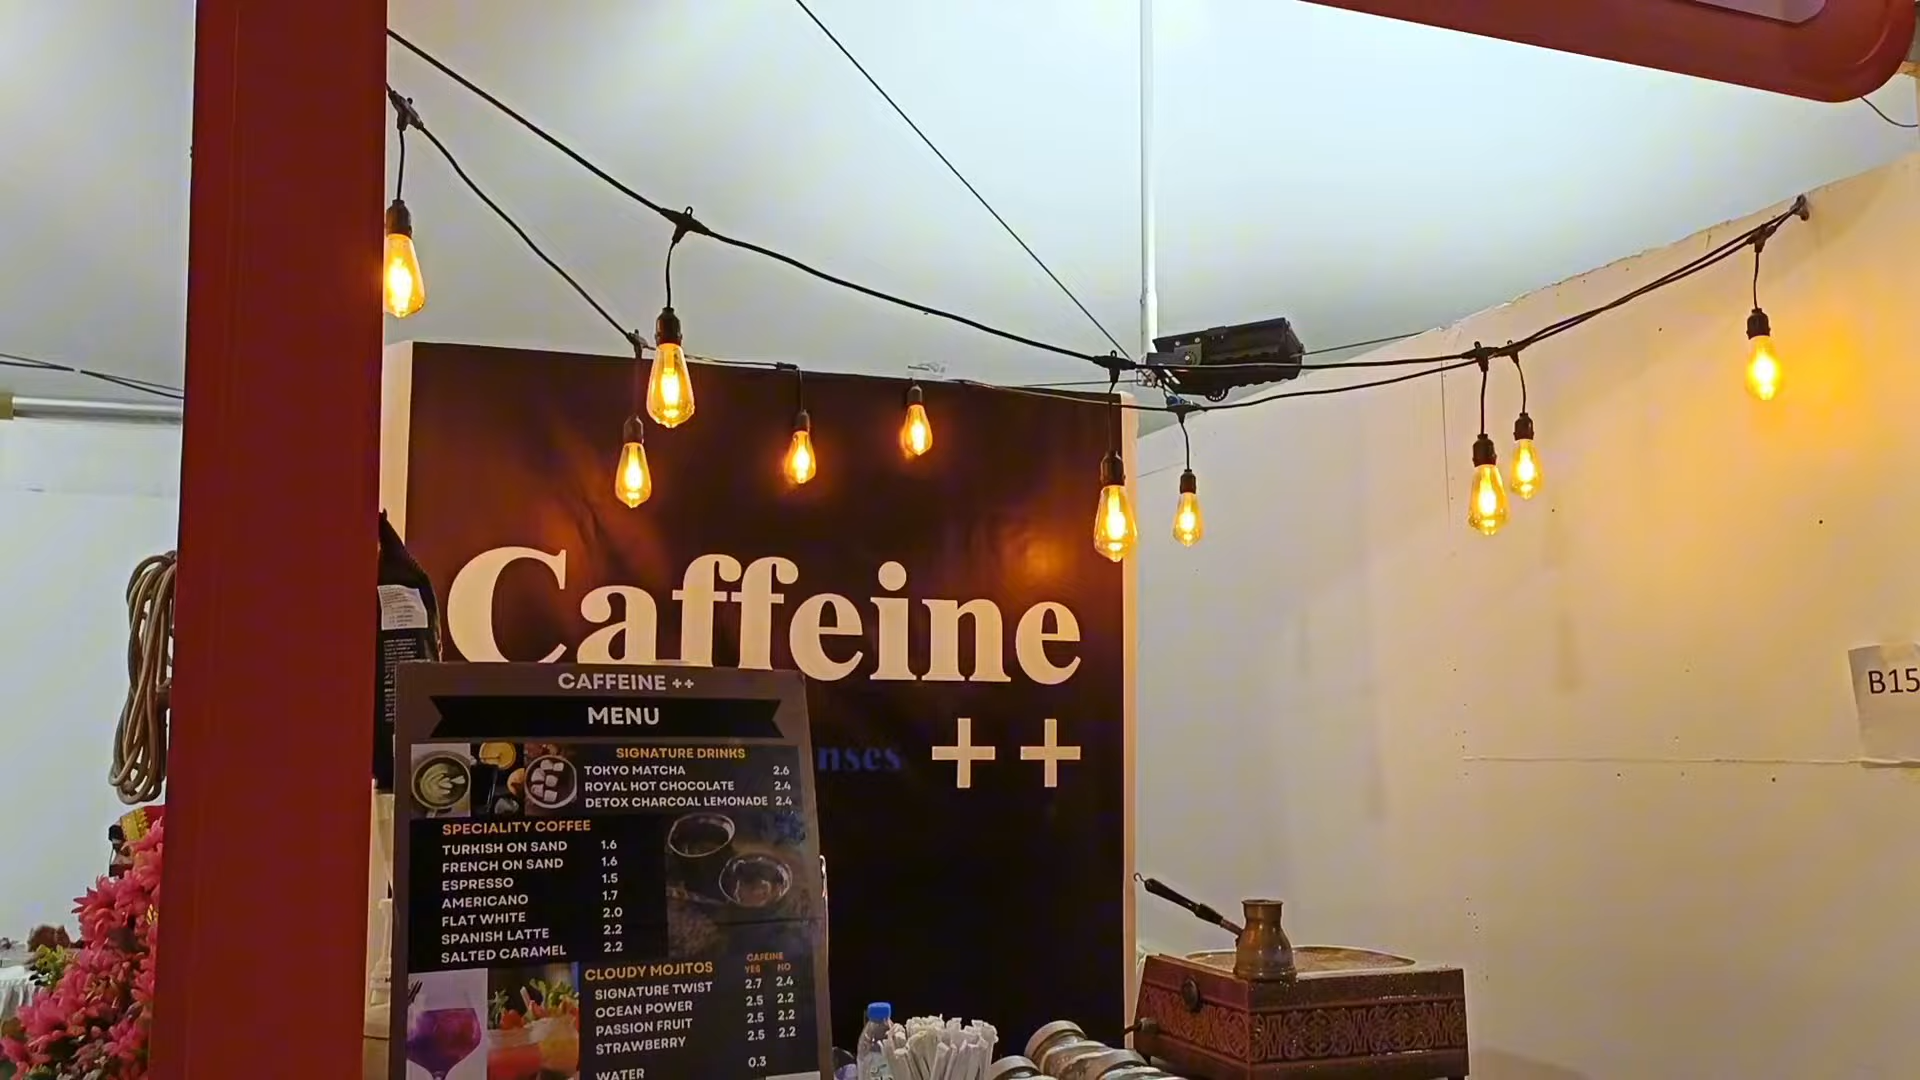 Caffeine
++
nses
B15
CAFFEINE ++
MENU
SIGNATURE DRINKS
TOKYO MATCHA 2.6
ROYAL HOT CHOCOLATE 2.4
DETOX CHARCOAL LEMONADE 2.4
SPECIALITY COFFEE
TURKISH ON SAND 1.6
FRENCH ON SAND 1.6
ESPRESSO 1.5
AMERICANO 1.7
FLAT WHITE 2.0
SPANISH LATTE 2.2
SALTED CARAMEL 2.2
CAFFEINE
CLOUDY MOJITOS YES NO
SIGNATURE TWIST 2.7 2.4
OCEAN POWER 2.5 2.2
PASSION FRUIT 2.5 2.2
STRAWBERRY 2.5 2.2
WATER 0.3